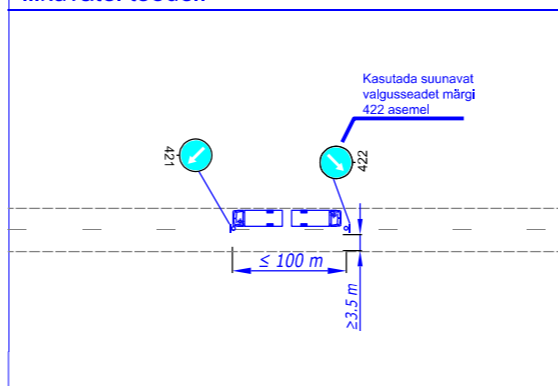 Kasutada suunavat
valgusseadet märgi
422 asemel
421
422
≤ 100 m
≥3.5 m